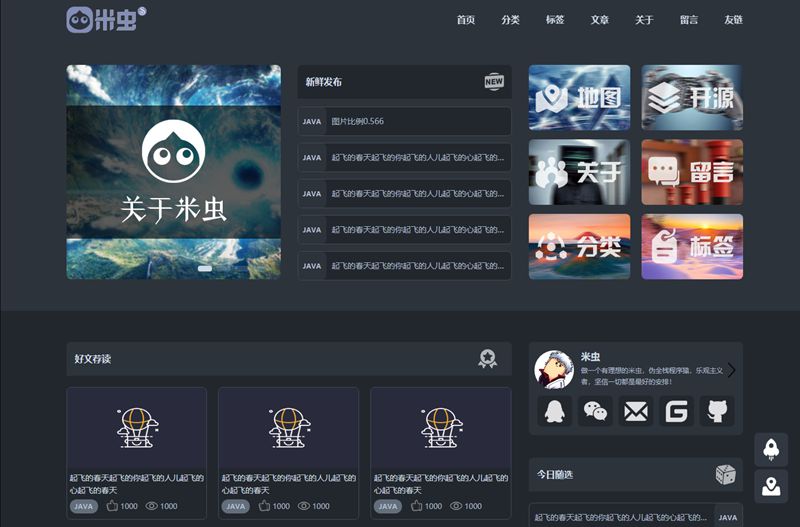 米虫
首页 分类 标签 文章 关于 留言 友链
关于米虫
新鲜发布 NEW
JAVA 图片比例0.566
JAVA 起飞的春天起飞的你起飞的人儿起飞的心起飞的...
JAVA 起飞的春天起飞的你起飞的人儿起飞的心起飞的...
JAVA 起飞的春天起飞的你起飞的人儿起飞的心起飞的...
JAVA 起飞的春天起飞的你起飞的人儿起飞的心起飞的...
地图 开源
关于 留言
分类 标签
好文荐读
起飞的春天起飞的你起飞的人儿起飞的心起飞的春天
JAVA 1000 1000
起飞的春天起飞的你起飞的人儿起飞的心起飞的春天
JAVA 1000 1000
起飞的春天起飞的你起飞的人儿起飞的心起飞的春天
JAVA 1000 1000
米虫
做一个有理想的米虫，伪全栈程序猿，乐观主义
者，坚信一切都是最好的安排！
今日随选
起飞的春天起飞的你起飞的人儿起飞的心起飞的... JAVA